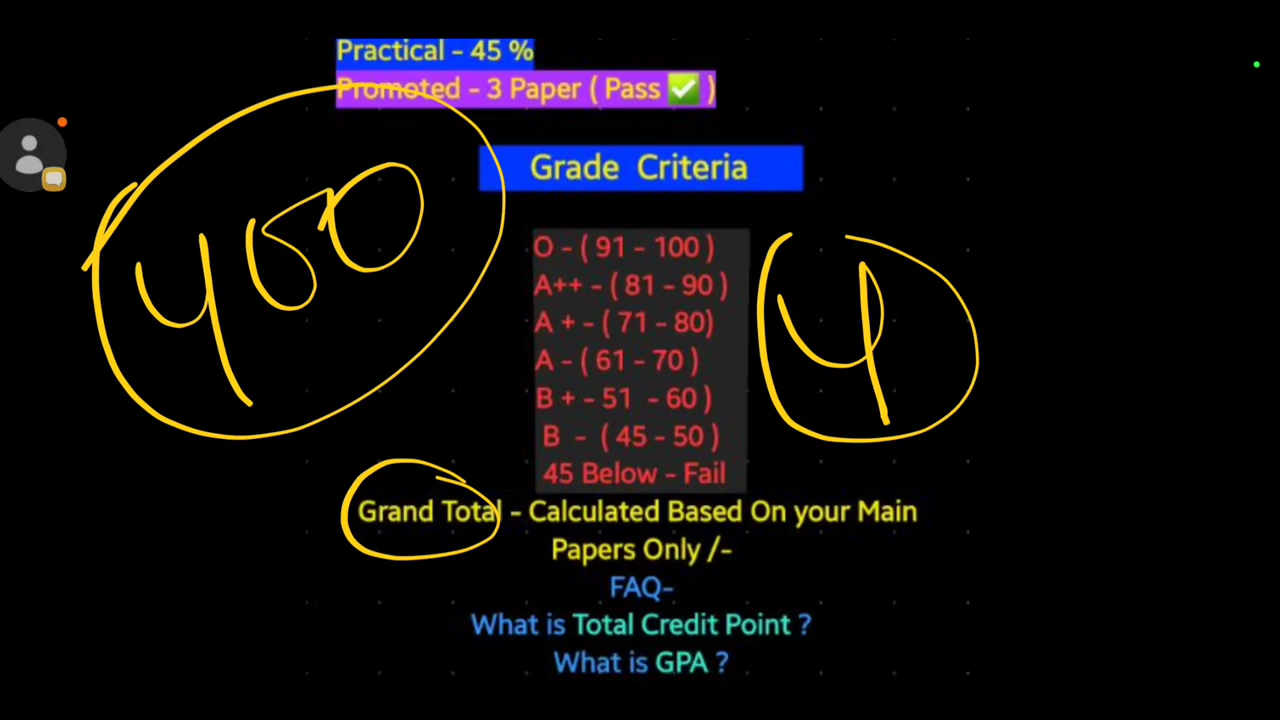 Practical - 45 %
Promoted - 3 Paper ( Pass ✅ )
Grade Criteria
400
O - ( 91 - 100 )
A++ - ( 81 - 90 )
A + - ( 71 - 80)
4
A - ( 61 - 70 )
B + - 51 - 60 )
B - ( 45 - 50 )
45 Below - Fail
Grand Total - Calculated Based On your Main
Papers Only /-
FAQ-
What is Total Credit Point ?
What is GPA ?